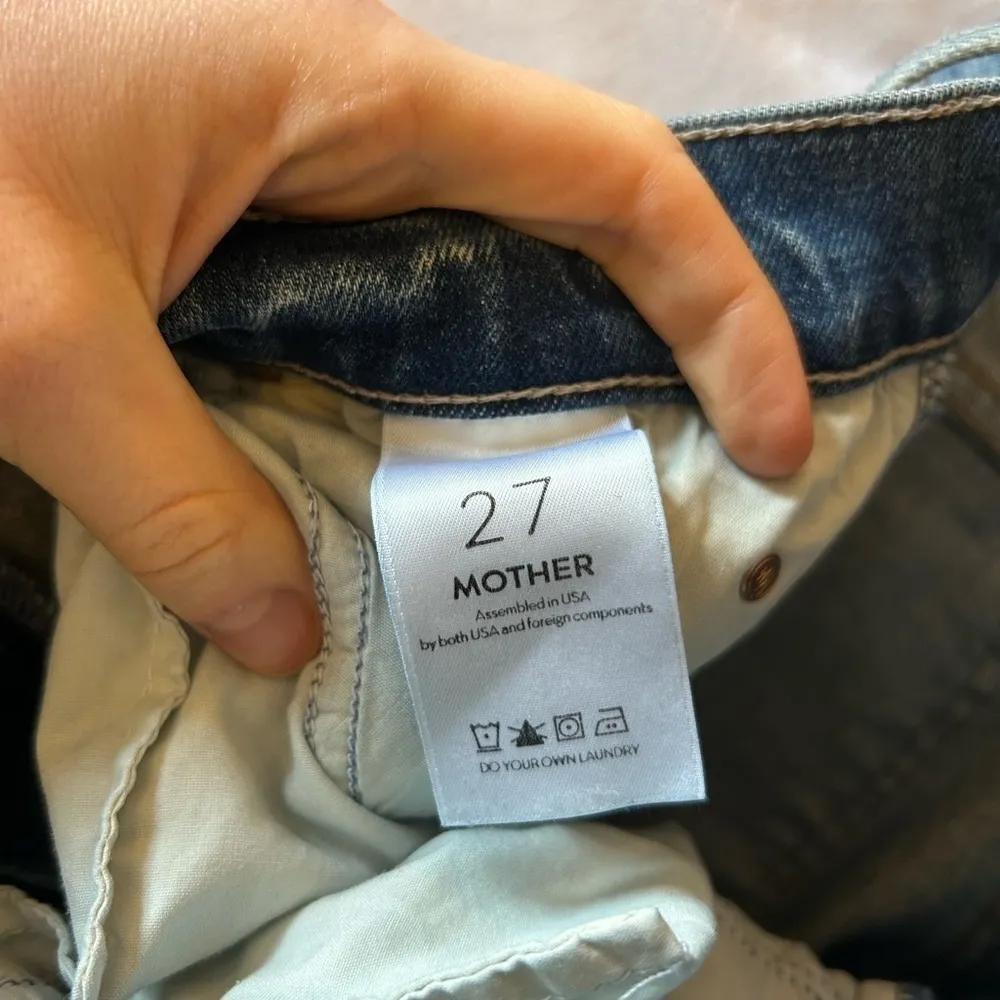 27
MOTHER
Assembled in USA
by both USA and foreign components
DO YOUR OWN LAUNDRY